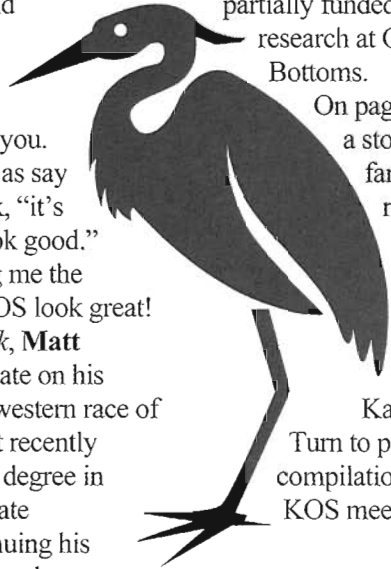 you.
as say
k, “it’s
ok good.”
g me the
OS look great!
k, Matt
ate on his
western race of
t recently
degree in
ate
nuing his
partially funded
research at
Bottoms.
On pag
a sto
far
Ka
Turn to p
compilatio
KOS mee